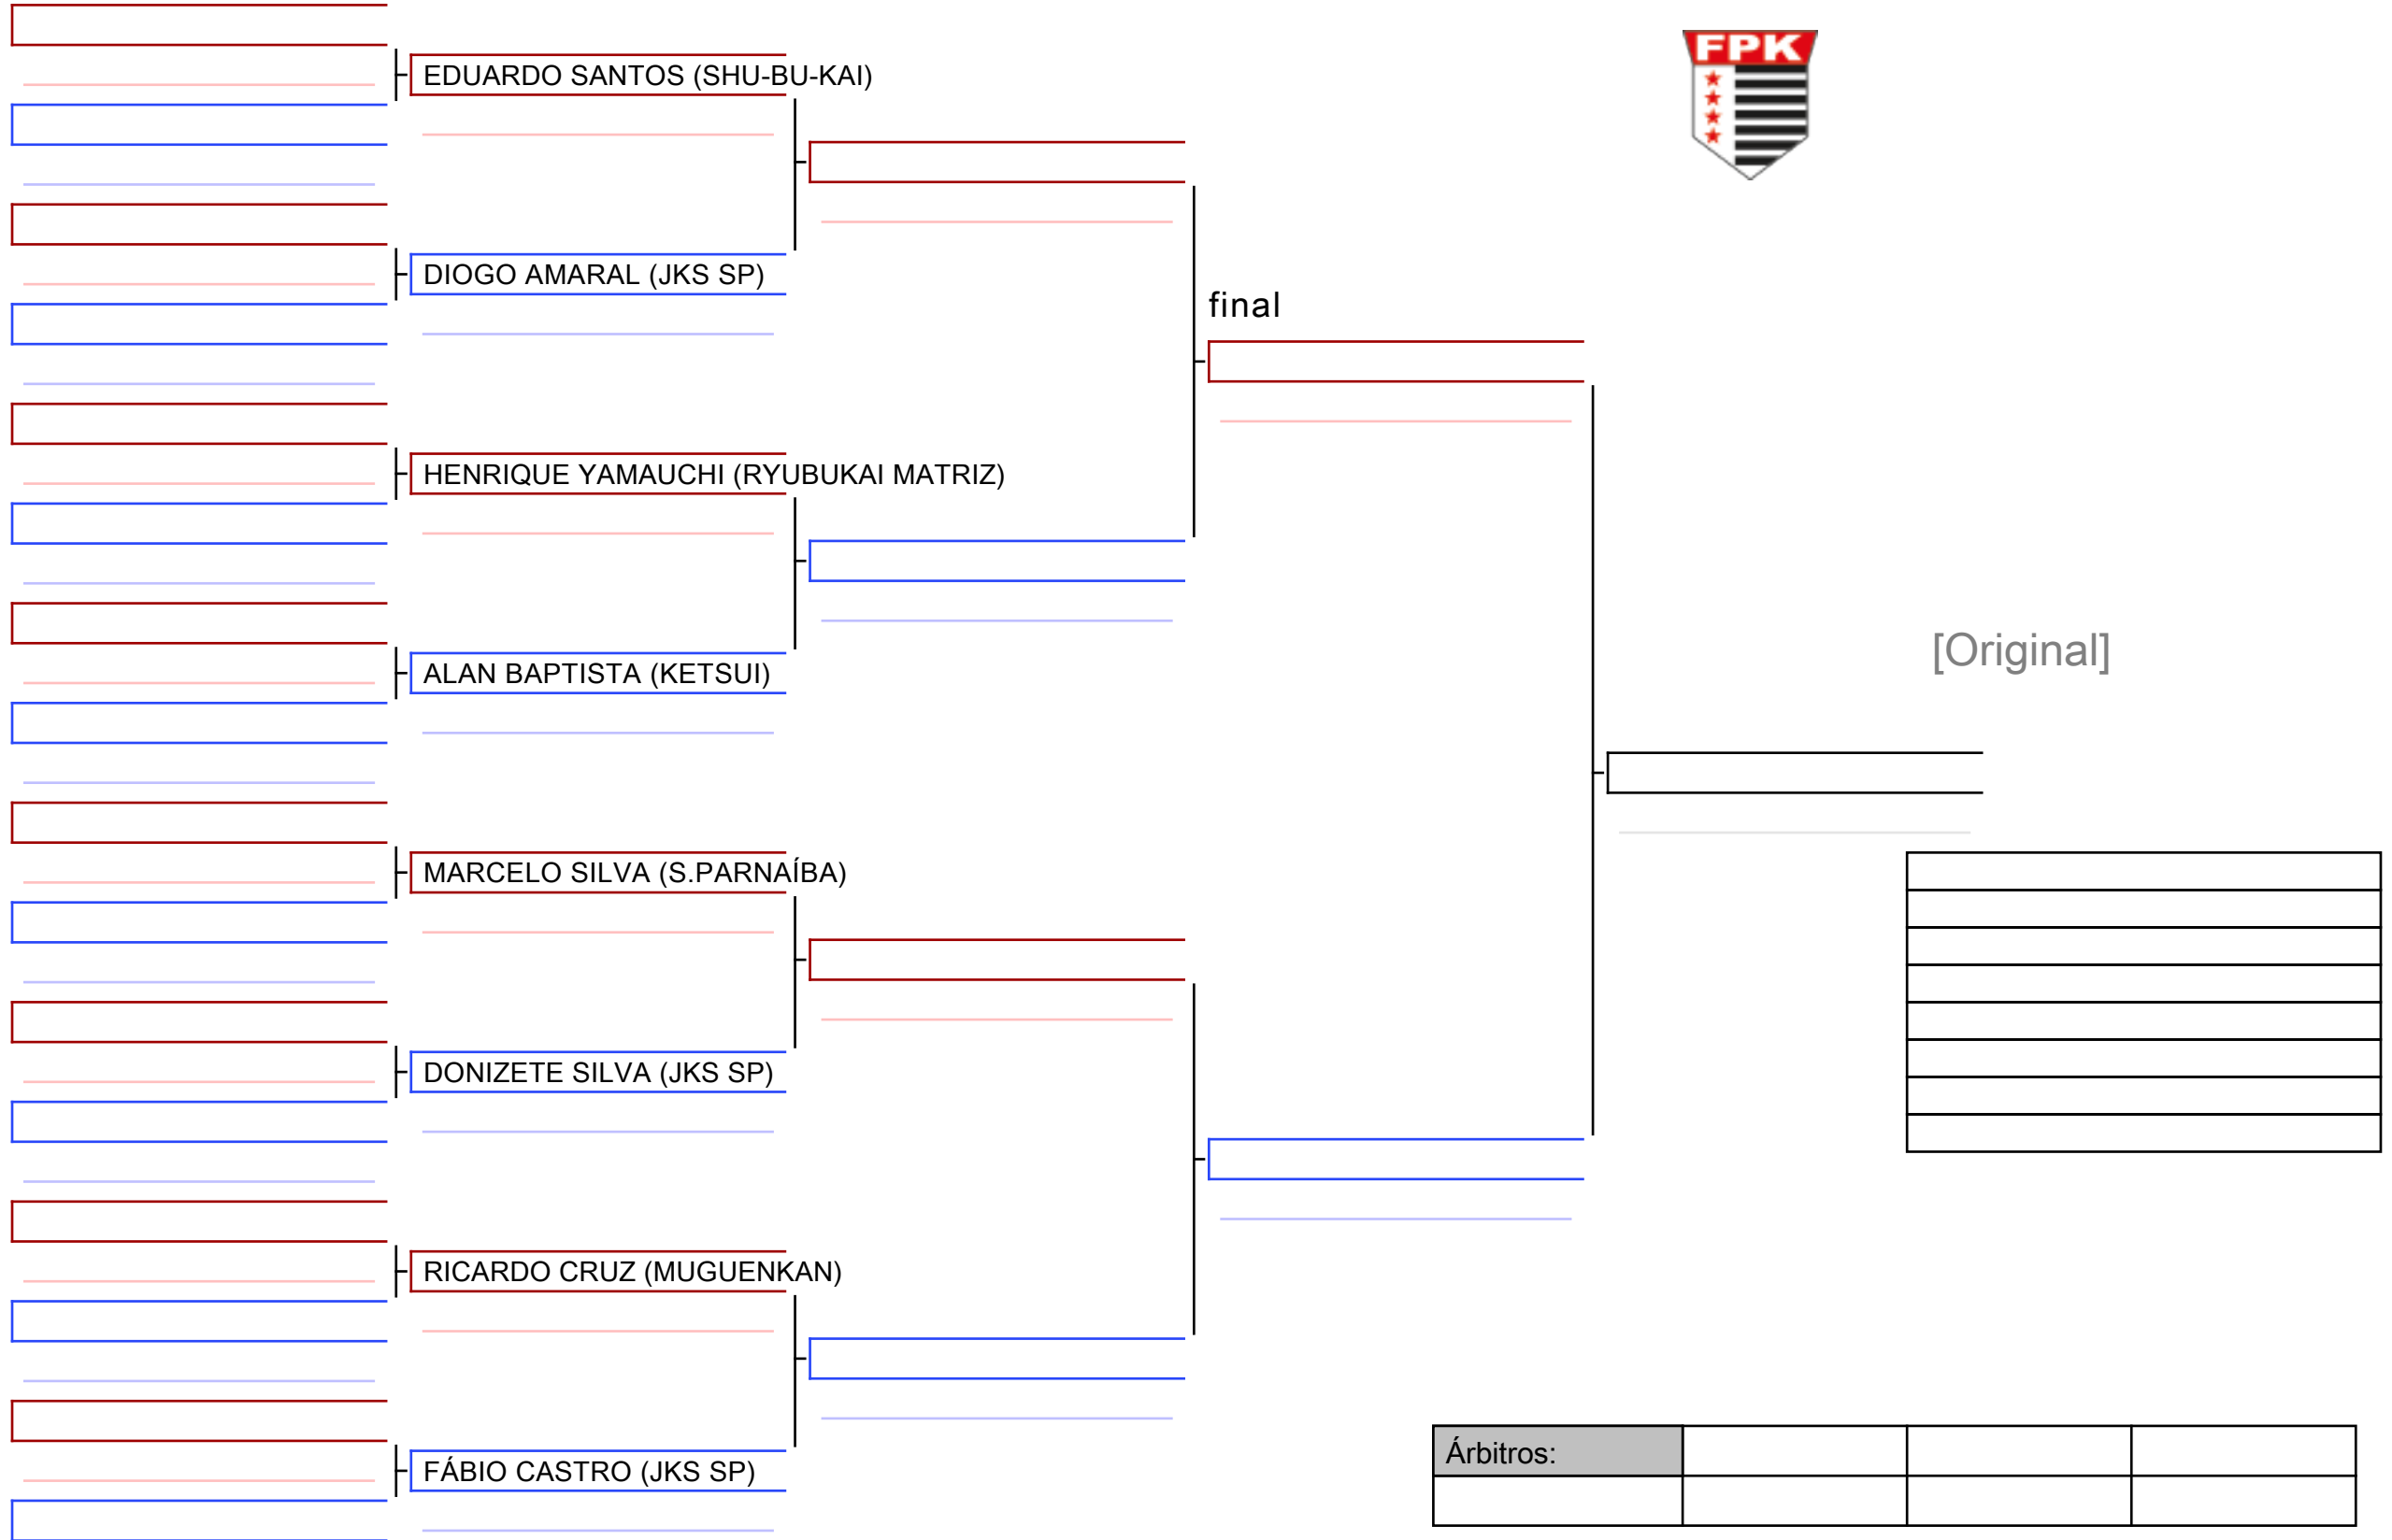 FPK
EDUARDO SANTOS (SHU-BU-KAI)
DIOGO AMARAL (JKS SP)
final
HENRIQUE YAMAUCHI (RYUBUKAI MATRIZ)
[Original]
ALAN BAPTISTA (KETSUI)
MARCELO SILVA (S.PARNAÍBA)
DONIZETE SILVA (JKS SP)
RICARDO CRUZ (MUGUENKAN)
Árbitros:
FÁBIO CASTRO (JKS SP)